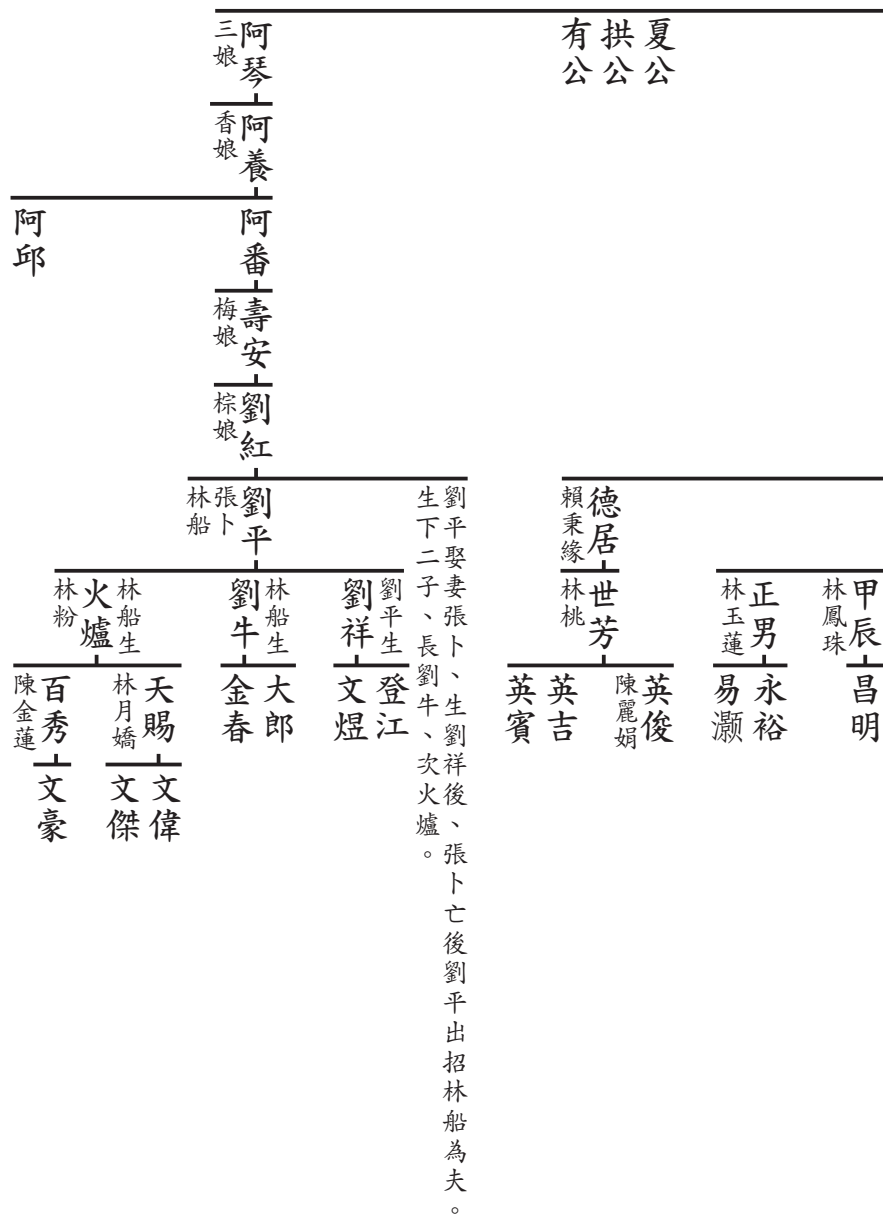 夏公
拱公
有公
阿琴
三娘
阿養
香娘
阿番
阿邱
壽安
梅娘
劉紅
棕娘
德居
賴秉緣
劉平娶妻張卜、生劉祥後、張卜亡後劉平出招林船為夫。
生下二子、長劉牛、次火爐。
劉平
張卜
林船
甲辰
林鳳珠
正男
林玉蓮
世芳
林桃
劉平生
劉祥
林船生
劉牛
林船生
火爐
林粉
昌明
永裕
易灝
英俊
陳麗娟
英吉
英賓
登江
文煜
大郎
金春
天賜
林月嬌
百秀
陳金蓮
文偉
文傑
文豪